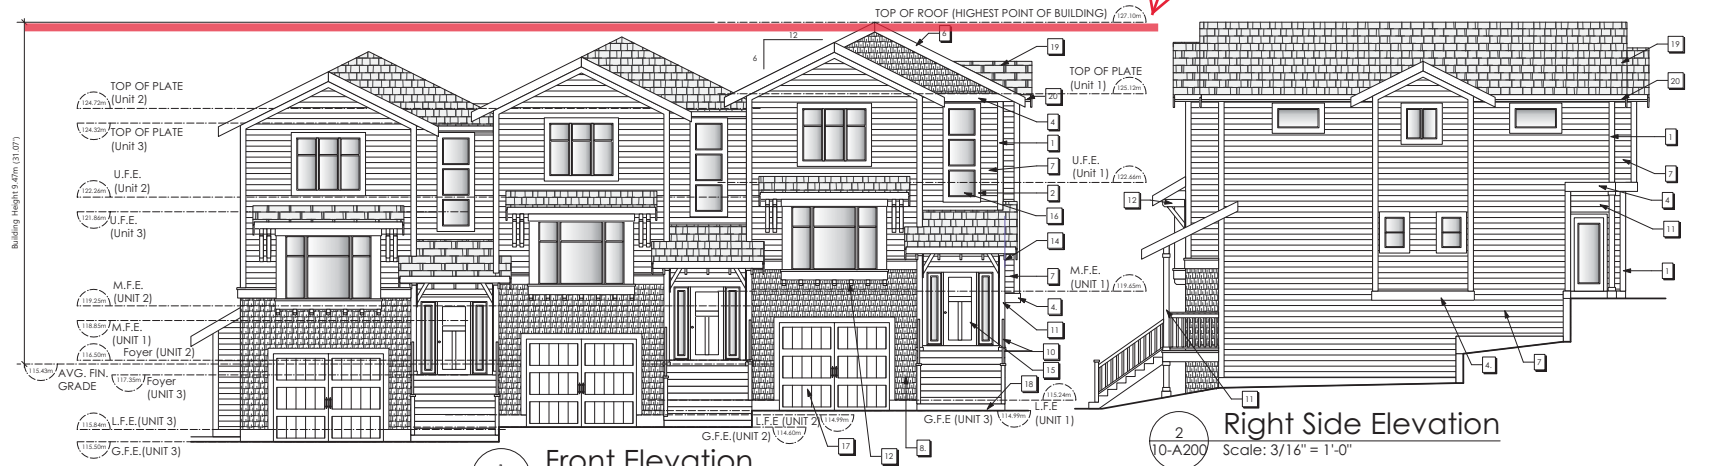 TOP OF ROOF (HIGHEST POINT OF BUILDING) 127.10m
12
6
6
19
TOP OF PLATE
(Unit 1) 125.12m
20
4
1
7
U.F.E.
(Unit 1) 122.66m
2
16
14
7
M.F.E.
(UNIT 1) 119.65m
4.
11
10
15
18
115.24m
L.F.E
(UNIT 1)
G.F.E (UNIT 3) 114.99m
TOP OF PLATE
(Unit 2)
124.72m
124.32m
TOP OF PLATE
(Unit 3)
Building Height 9.47m (31.07')
U.F.E.
(Unit 2)
122.26m
121.86m
U.F.E.
(Unit 3)
M.F.E.
(UNIT 2)
119.25m
118.85m
M.F.E.
(UNIT 1)
116.50m Foyer (UNIT 2)
115.43m AVG. FIN.
GRADE
117.35m Foyer
(UNIT 3)
115.84m L.F.E.(UNIT 3)
115.50m G.F.E.(UNIT 3)
L.F.E (UNIT 2) 114.99m
G.F.E.(UNIT 2) 114.60m
17
12
8.
Front Elevation
19
20
1
7
4
11
1
12
4.
7
11
2
10-A200
Right Side Elevation
Scale: 3/16" = 1'-0"